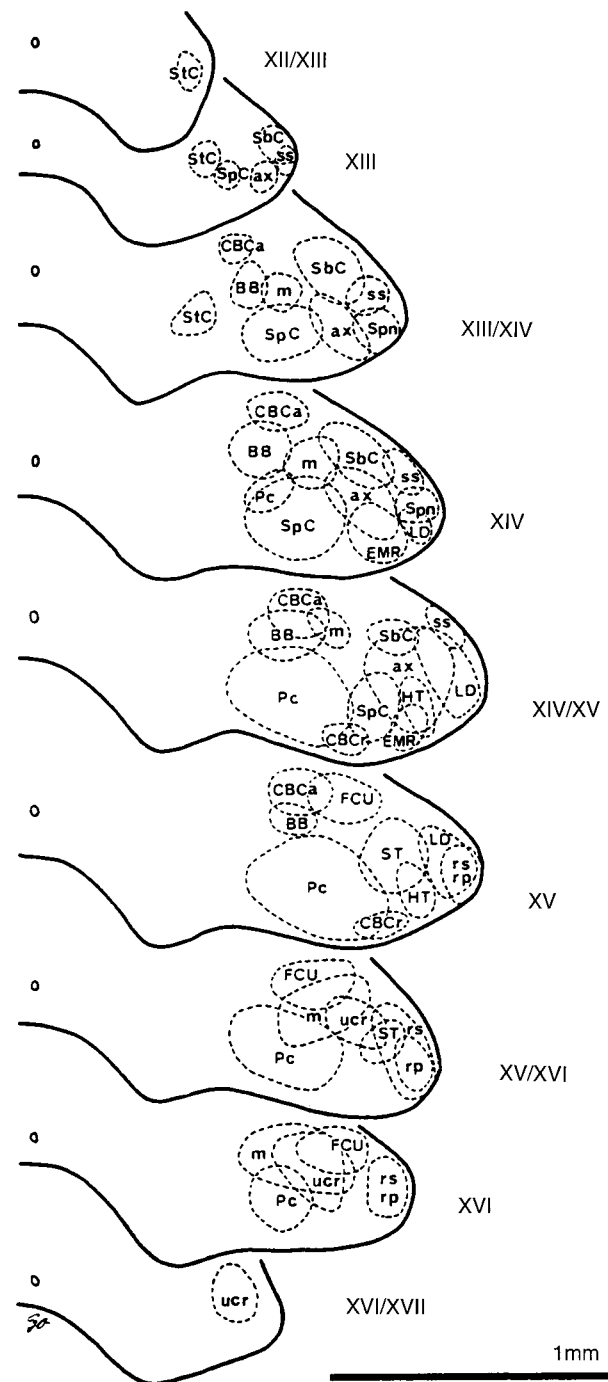 StC
XII/XIII
SbC
StC SpC ax ss
XIII
CBCa
SbC
BB m ss
StC SpC ax Spn
XIII/XIV
CBCa
BB m SbC ss
Pc ax Spn
SpC LD
EMR
XIV
CBCa
BB m SbC ss
ax
Pc SpC HT LD
CBCr EMR
XIV/XV
CBCa FCU
BB
ST LD
rs
Pc HT rp
CBCr
XV
FCU
m ucr ST rs
Pc rp
XV/XVI
m FCU
ucr rs
Pc rp
XVI
ucr
XVI/XVII
1mm